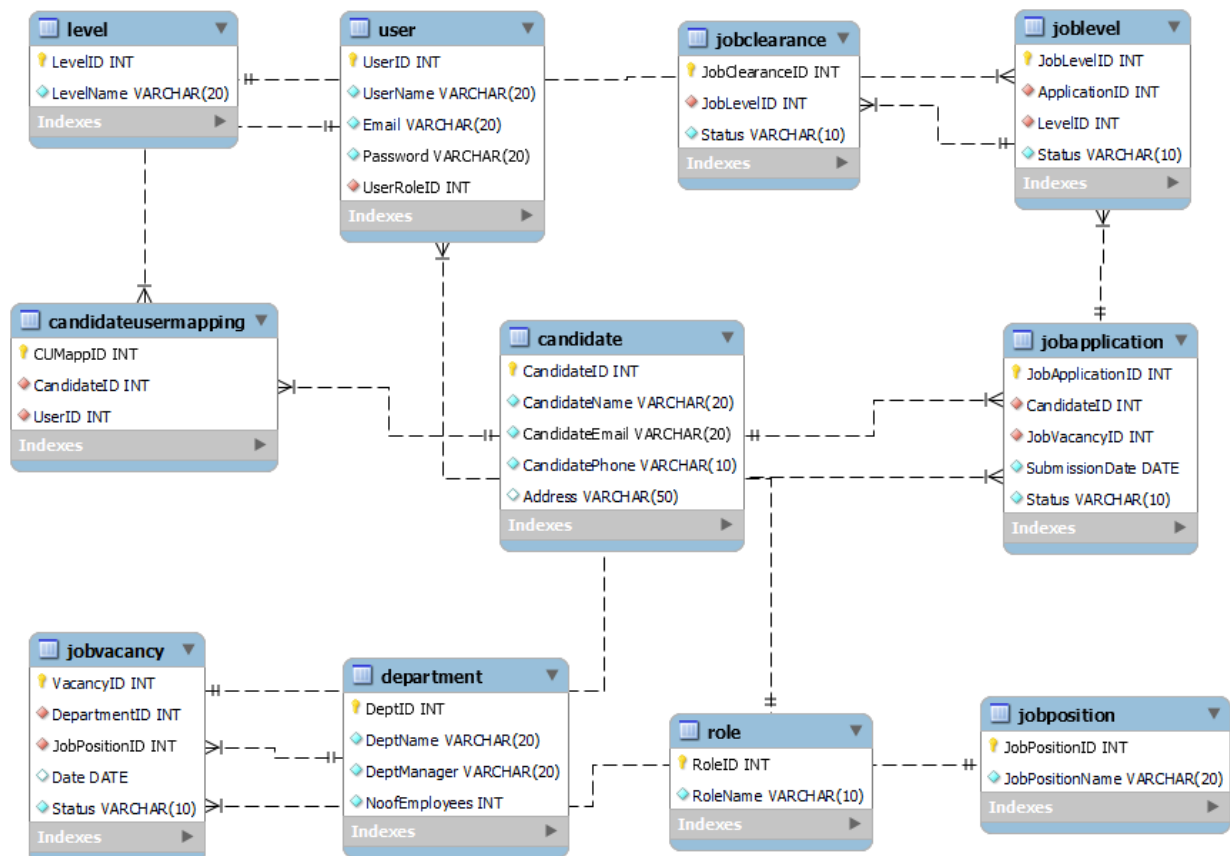 level
LevelID INT
LevelName VARCHAR(20)
Indexes
user
UserID INT
UserName VARCHAR(20)
Email VARCHAR(20)
Password VARCHAR(20)
UserRoleID INT
Indexes
jobclearance
JobClearanceID INT
JobLevelID INT
Status VARCHAR(10)
Indexes
joblevel
JobLevelID INT
ApplicationID INT
LevelID INT
Status VARCHAR(10)
Indexes
candidateusermapping
CUMappID INT
CandidateID INT
UserID INT
Indexes
candidate
CandidateID INT
CandidateName VARCHAR(20)
CandidateEmail VARCHAR(20)
CandidatePhone VARCHAR(10)
Address VARCHAR(50)
Indexes
jobapplication
JobApplicationID INT
CandidateID INT
JobVacancyID INT
SubmissionDate DATE
Status VARCHAR(10)
Indexes
jobvacancy
VacancyID INT
DepartmentID INT
JobPositionID INT
Date DATE
Status VARCHAR(10)
Indexes
department
DeptID INT
DeptName VARCHAR(20)
DeptManager VARCHAR(20)
NoofEmployees INT
Indexes
role
RoleID INT
RoleName VARCHAR(10)
Indexes
jobposition
JobPositionID INT
JobPositionName VARCHAR(20)
Indexes